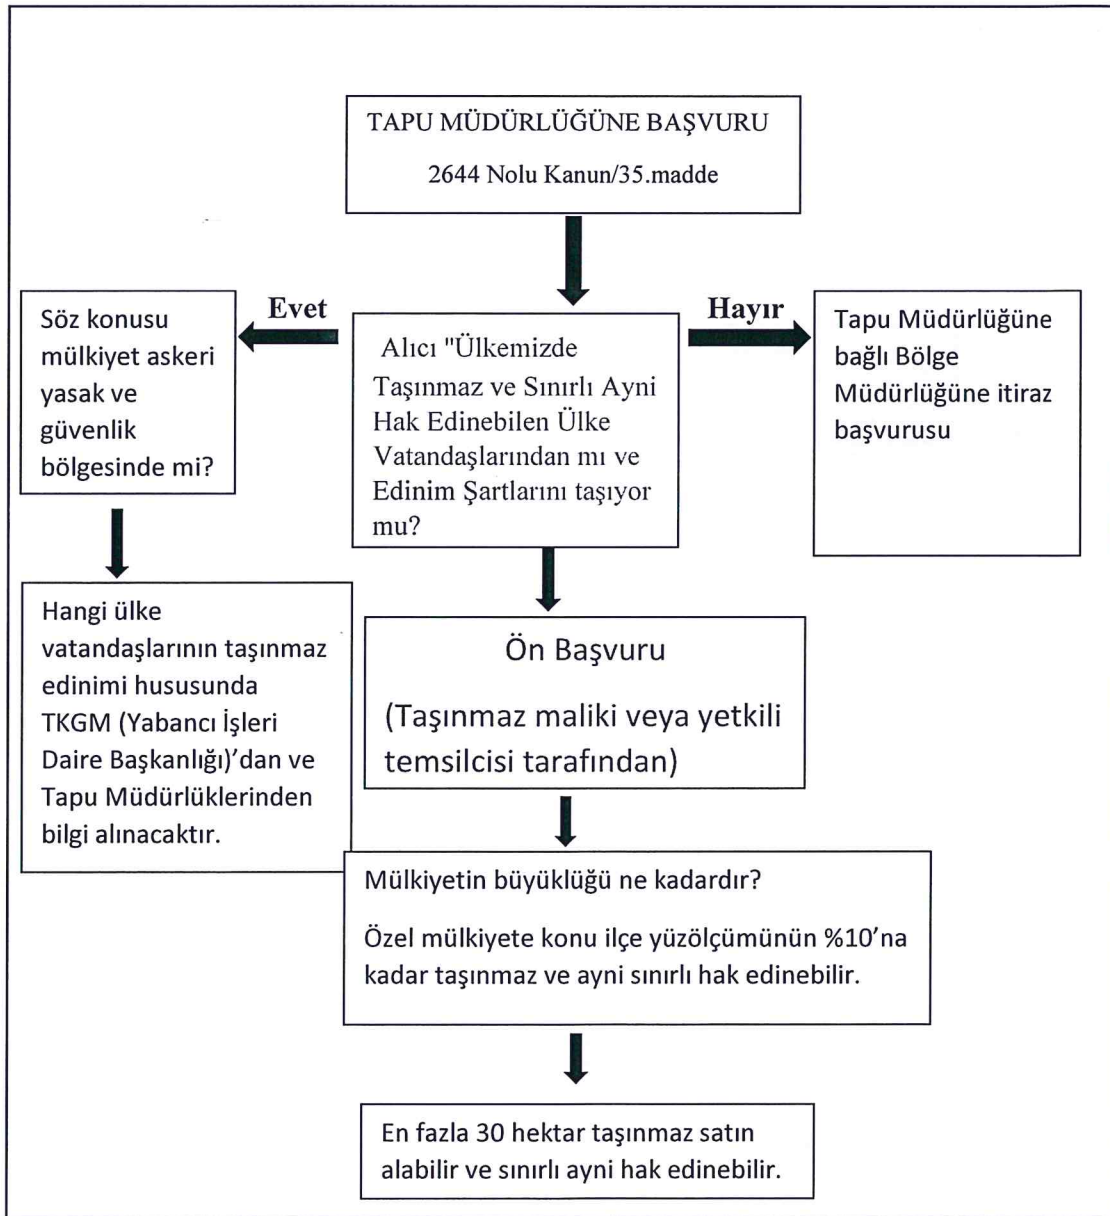 TAPU MÜDÜRLÜĞÜNE BAŞVURU
2644 Nolu Kanun/35.madde
Evet
Hayır
Söz konusu
mülkiyet askeri
yasak ve
güvenlik
bölgesinde mi?
Alıcı "Ülkemizde
Taşınmaz ve Sınırlı Ayni
Hak Edinebilen Ülke
Vatandaşlarından mı ve
Edinim Şartlarını taşıyor
mu?
Tapu Müdürlüğüne
bağlı Bölge
Müdürlüğüne itiraz
başvurusu
Hangi ülke
vatandaşlarının taşınmaz
edinimi hususunda
TKGM (Yabancı İşleri
Daire Başkanlığı)’dan ve
Tapu Müdürlüklerinden
bilgi alınacaktır.
Ön Başvuru
(Taşınmaz maliki veya yetkili
temsilcisi tarafından)
Mülkiyetin büyüklüğü ne kadardır?
Özel mülkiyete konu ilçe yüzölçümünün %10’na
kadar taşınmaz ve ayni sınırlı hak edinebilir.
En fazla 30 hektar taşınmaz satın
alabilir ve sınırlı ayni hak edinebilir.